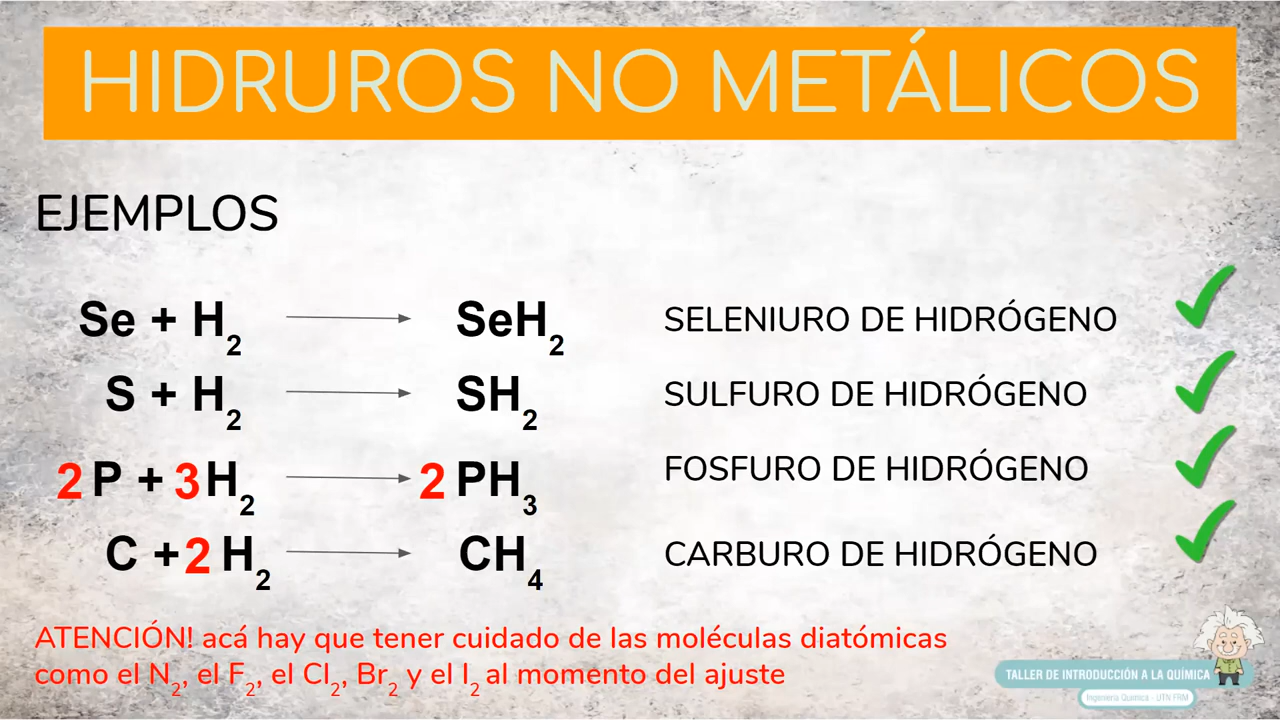 HIDRUROS NO METÁLICOS
EJEMPLOS
Se + H₂ → SeH₂ SELENIURO DE HIDRÓGENO
S + H₂ → SH₂ SULFURO DE HIDRÓGENO
2 P + 3 H₂ → 2 PH₃ FOSFURO DE HIDRÓGENO
C + 2 H₂ → CH₄ CARBURO DE HIDRÓGENO
ATENCIÓN! acá hay que tener cuidado de las moléculas diatómicas
como el N₂, el F₂, el Cl₂, Br₂ y el I₂ al momento del ajuste
TALLER DE INTRODUCCIÓN A LA QUÍMICA
Ingeniería Química - UTN FRM